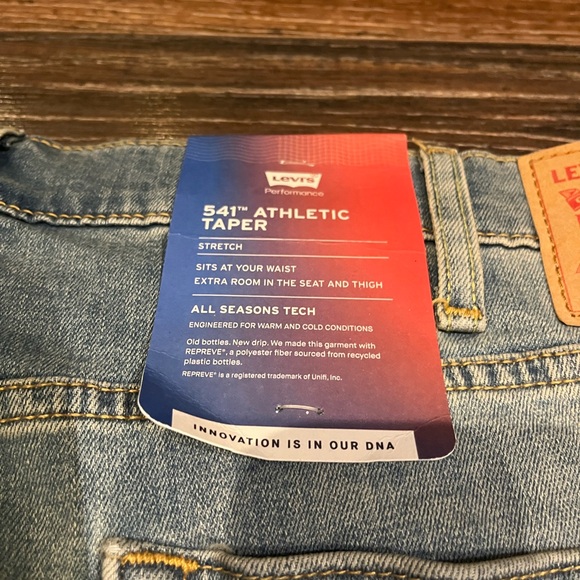 Levi's
Performance
541™ ATHLETIC
TAPER
STRETCH
SITS AT YOUR WAIST
EXTRA ROOM IN THE SEAT AND THIGH
ALL SEASONS TECH
ENGINEERED FOR WARM AND COLD CONDITIONS
Old bottles. New drip. We made this garment with
REPREVE®, a polyester fiber sourced from recycled
plastic bottles.
REPREVE® is a registered trademark of Unifi, Inc.
INNOVATION IS IN OUR DNA
LE